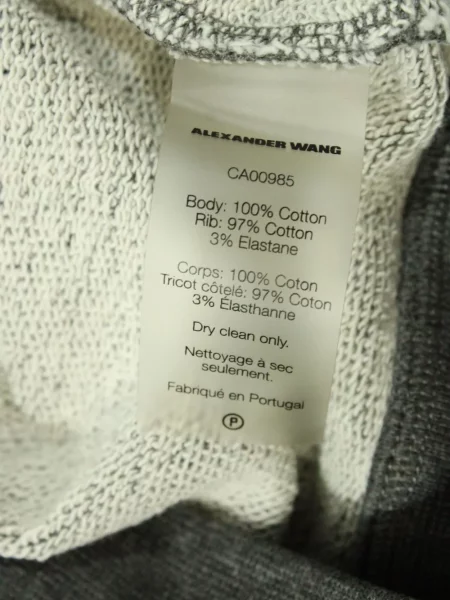 ALEXANDER WANG
CA00985
Body: 100% Cotton
Rib: 97% Cotton
3% Elastane
Corps: 100% Coton
Tricot côtelé: 97% Coton
3% Élasthanne
Dry clean only.
Nettoyage à sec
seulement.
Fabriqué en Portugal
P